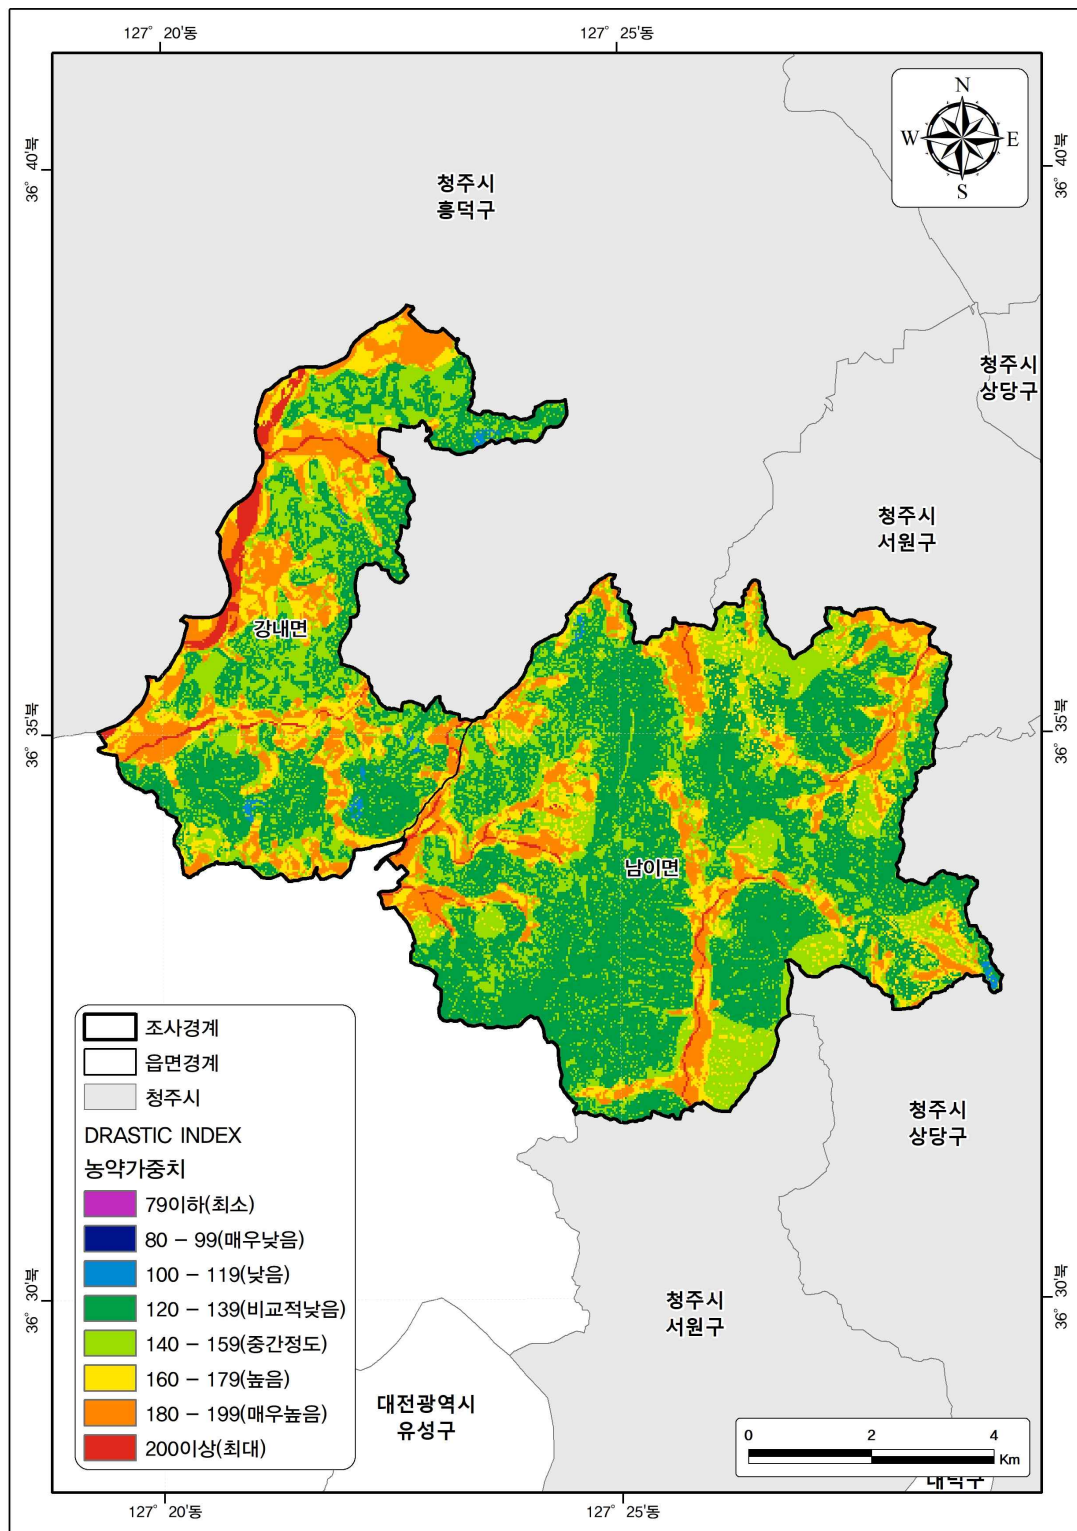 127° 20'동
127° 25'동
N
W
E
S
36° 40'북
36° 40'북
청주시
흥덕구
청주시
상당구
청주시
서원구
강내면
36° 35'북
36° 35'북
남이면
조사경계
읍면경계
청주시
DRASTIC INDEX
농약가중치
79이하(최소)
80 - 99(매우낮음)
100 - 119(낮음)
120 - 139(비교적낮음)
140 - 159(중간정도)
160 - 179(높음)
180 - 199(매우높음)
200이상(최대)
청주시
상당구
36° 30'북
36° 30'북
청주시
서원구
대전광역시
유성구
0
2
4
Km
대덕구
127° 20'동
127° 25'동